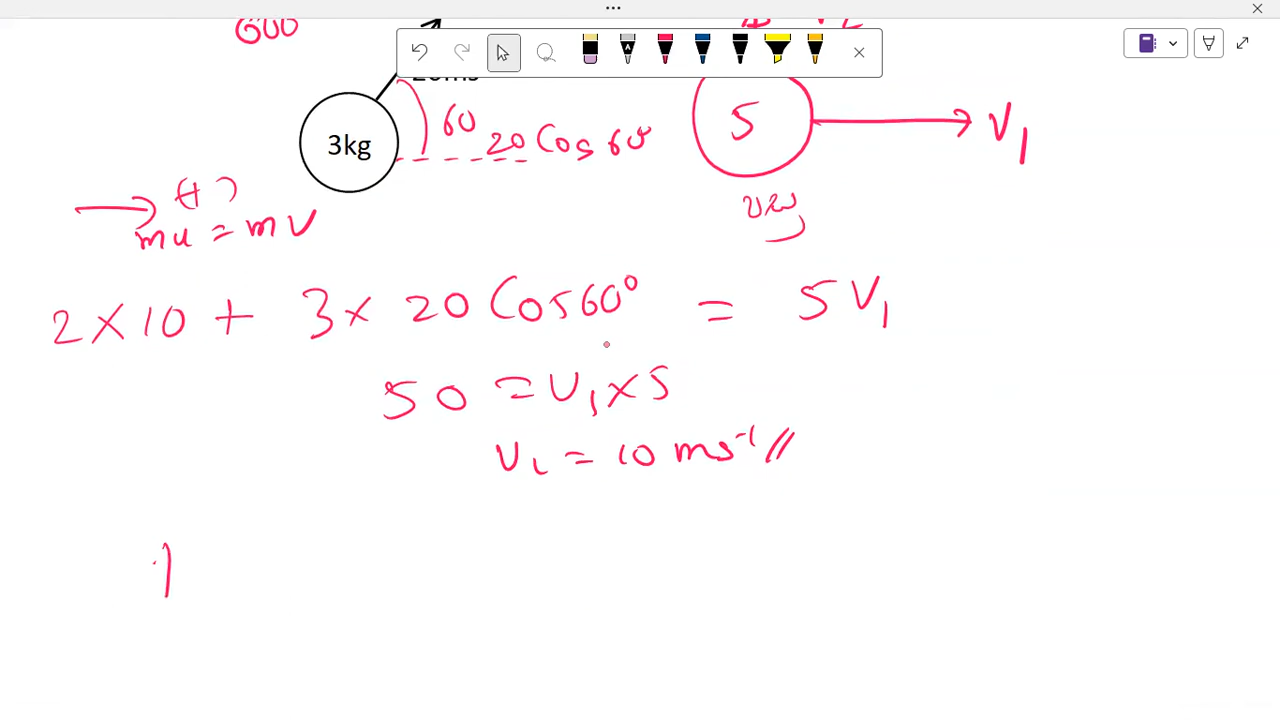 60
20 Cos 60°
V₁
5
3kg
(+)
mu = mV
2 × 10 + 3 × 20 Cos 60° = 5 V₁
50 = V₁ × 5
V₁ = 10 ms⁻¹ //